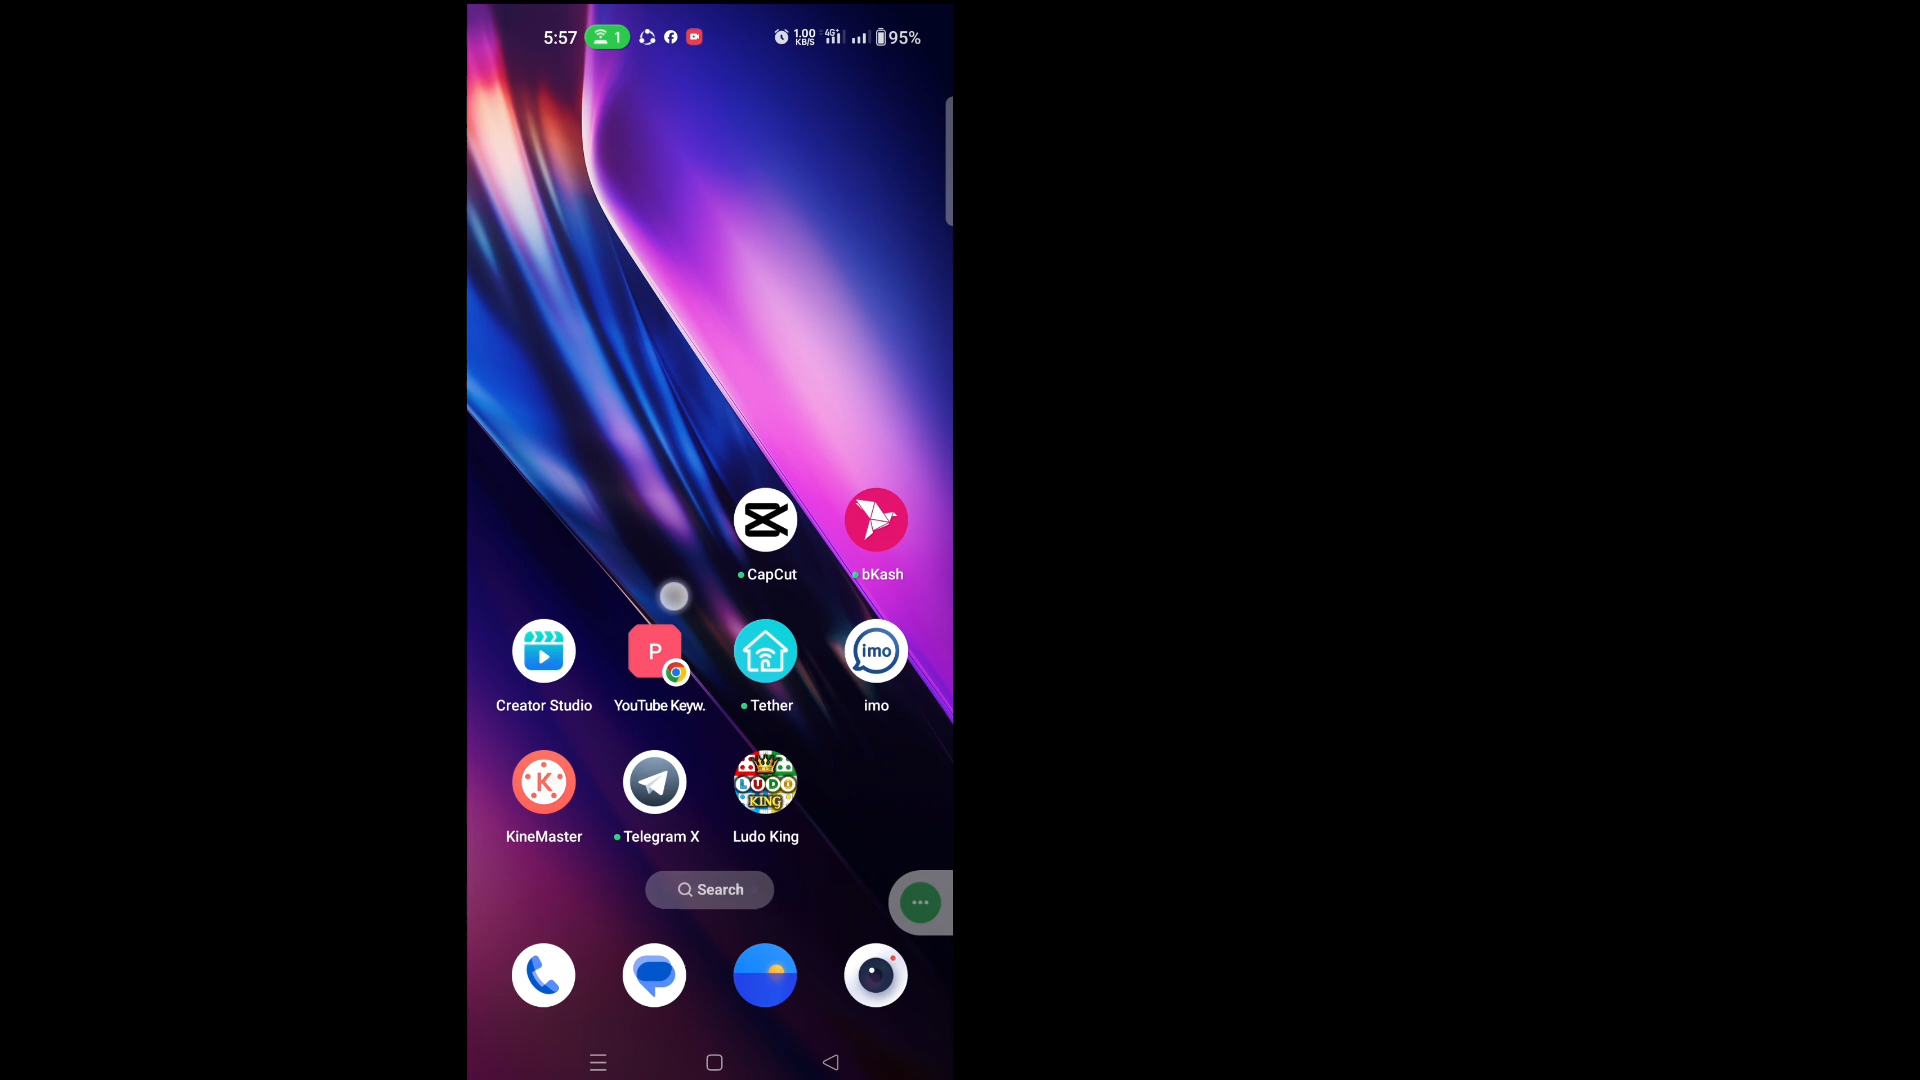 5:57 1 1.00 KB/S 4G+ 95%
CapCut bKash
imo
P
Creator Studio YouTube Keyw. Tether imo
K
LUDO
KING
KineMaster Telegram X Ludo King
Search